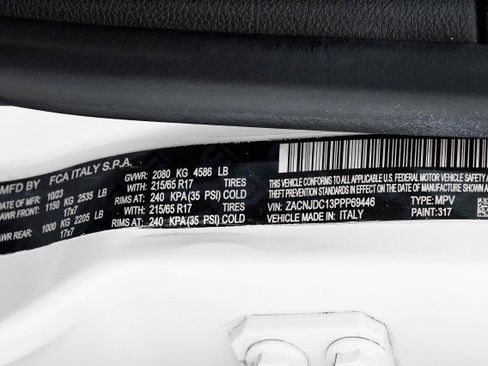 MFD BY: FCA ITALY S.P.A.
DATE OF MFR: 10/23 GVWR: 2080 KG 4586 LB
GAWR FRONT: 1150 KG 2535 LB WITH 215/65 R17 TIRES
17x7 RIMS AT: 240 KPA(35 PSI) COLD
GAWR REAR: 1000 KG 2205 LB WITH 215/65 R17 TIRES
17x7 RIMS AT: 240 KPA(35 PSI)COLD
THIS VEHICLE CONFORMS TO ALL APPLICABLE U.S.A. FEDERAL MOTOR VEHICLE SAFETY
THEFT PREVENTION STANDARDS IN EFFECT ON THE DATE OF MANUFACTURE SHOWN
VIN: ZACNJDC13PPP69446 TYPE: MPV
VEHICLE MADE IN: ITALY PAINT:317